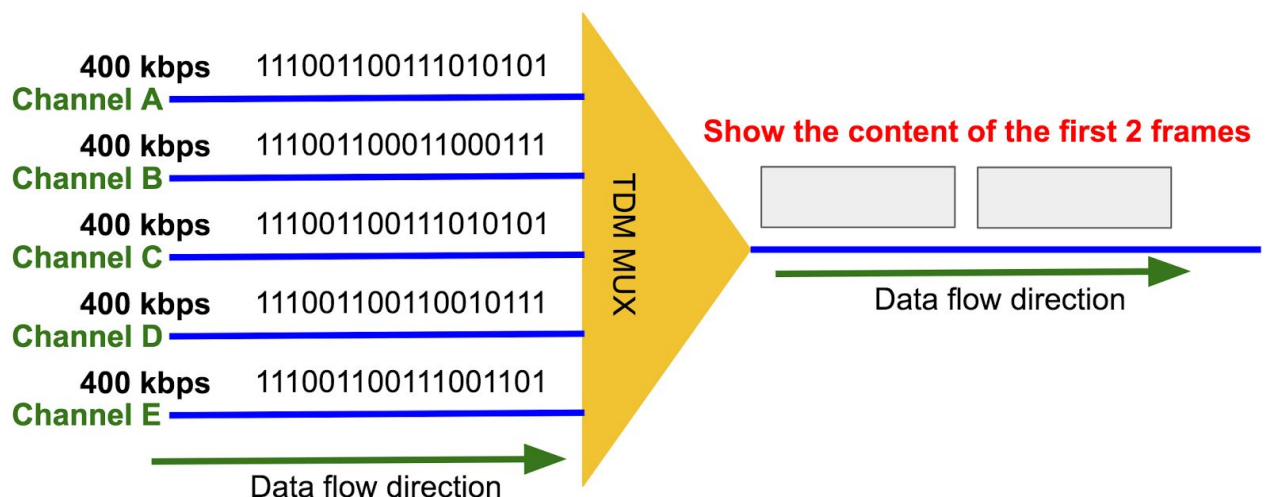 400 kbps 111001100111010101
Channel A
400 kbps 111001100011000111
Channel B
400 kbps 111001100111010101
Channel C
400 kbps 111001100110010111
Channel D
400 kbps 111001100111001101
Channel E
Data flow direction
TDM MUX
Show the content of the first 2 frames
Data flow direction